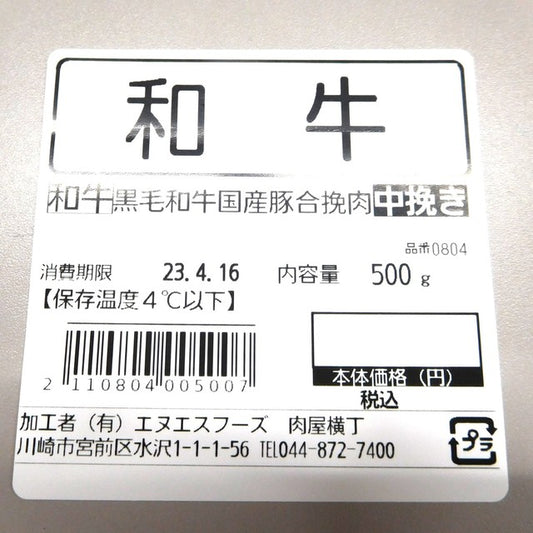 和牛
和牛黒毛和牛国産豚合挽肉中挽き
品番0804
消費期限 23.4.16 内容量 500g
【保存温度4℃以下】
2 110804 005007
本体価格(円)
税込
加工者(有)エヌエスフーズ 肉屋横丁
川崎市宮前区水沢1-1-1-56 TEL044-872-7400
プラ